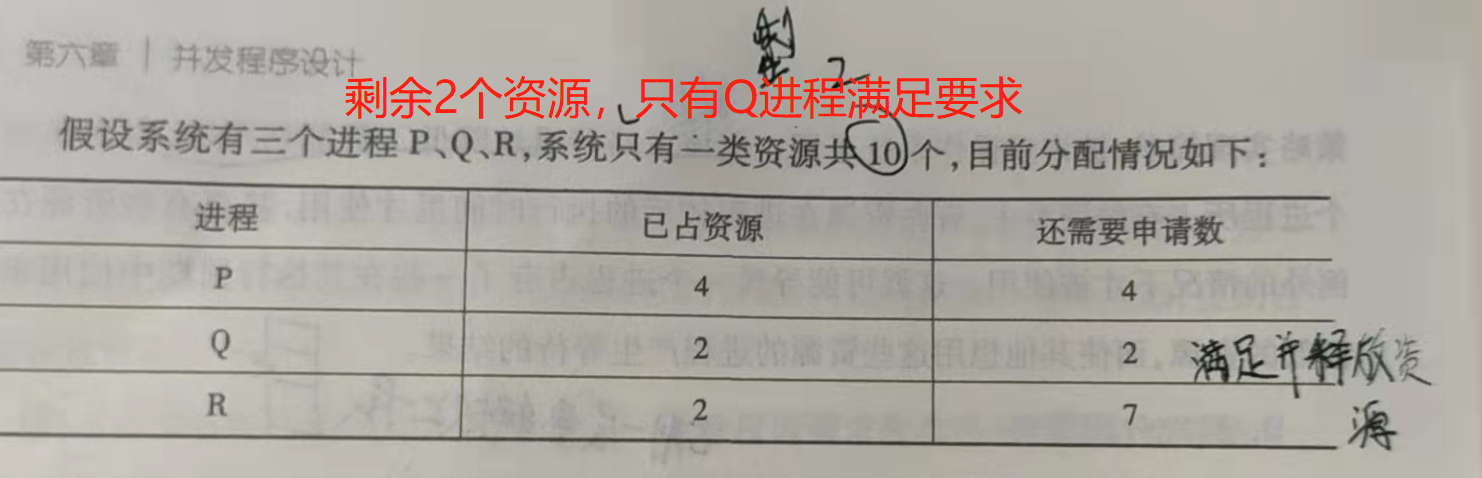 第六章 | 并发程序设计
剩 2
剩余2个资源，只有Q进程满足要求
假设系统有三个进程 P、Q、R,系统只有一类资源共 10 个,目前分配情况如下：
进程 已占资源 还需要申请数
P 4 4
Q 2 2 满足并释放资
R 2 7 源